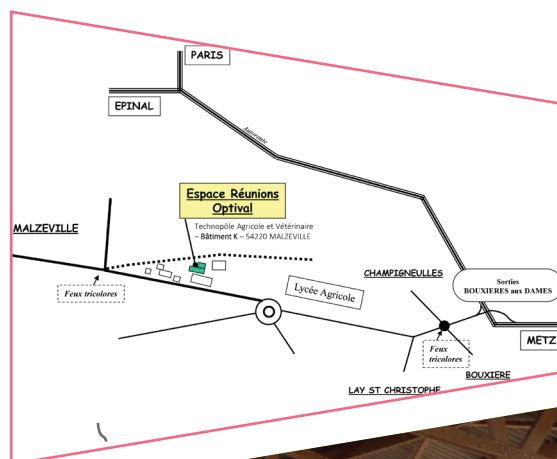 PARIS
EPINAL
Autoroute
Espace Réunions
Optival
Technopôle Agricole et Vétérinaire
– Bâtiment K – 54220 MALZEVILLE
MALZEVILLE
Feux tricolores
Lycée Agricole
CHAMPIGNEULLES
Sorties
BOUXIERES aux DAMES
METZ
Feux
tricolores
BOUXIERE
LAY ST CHRISTOPHE